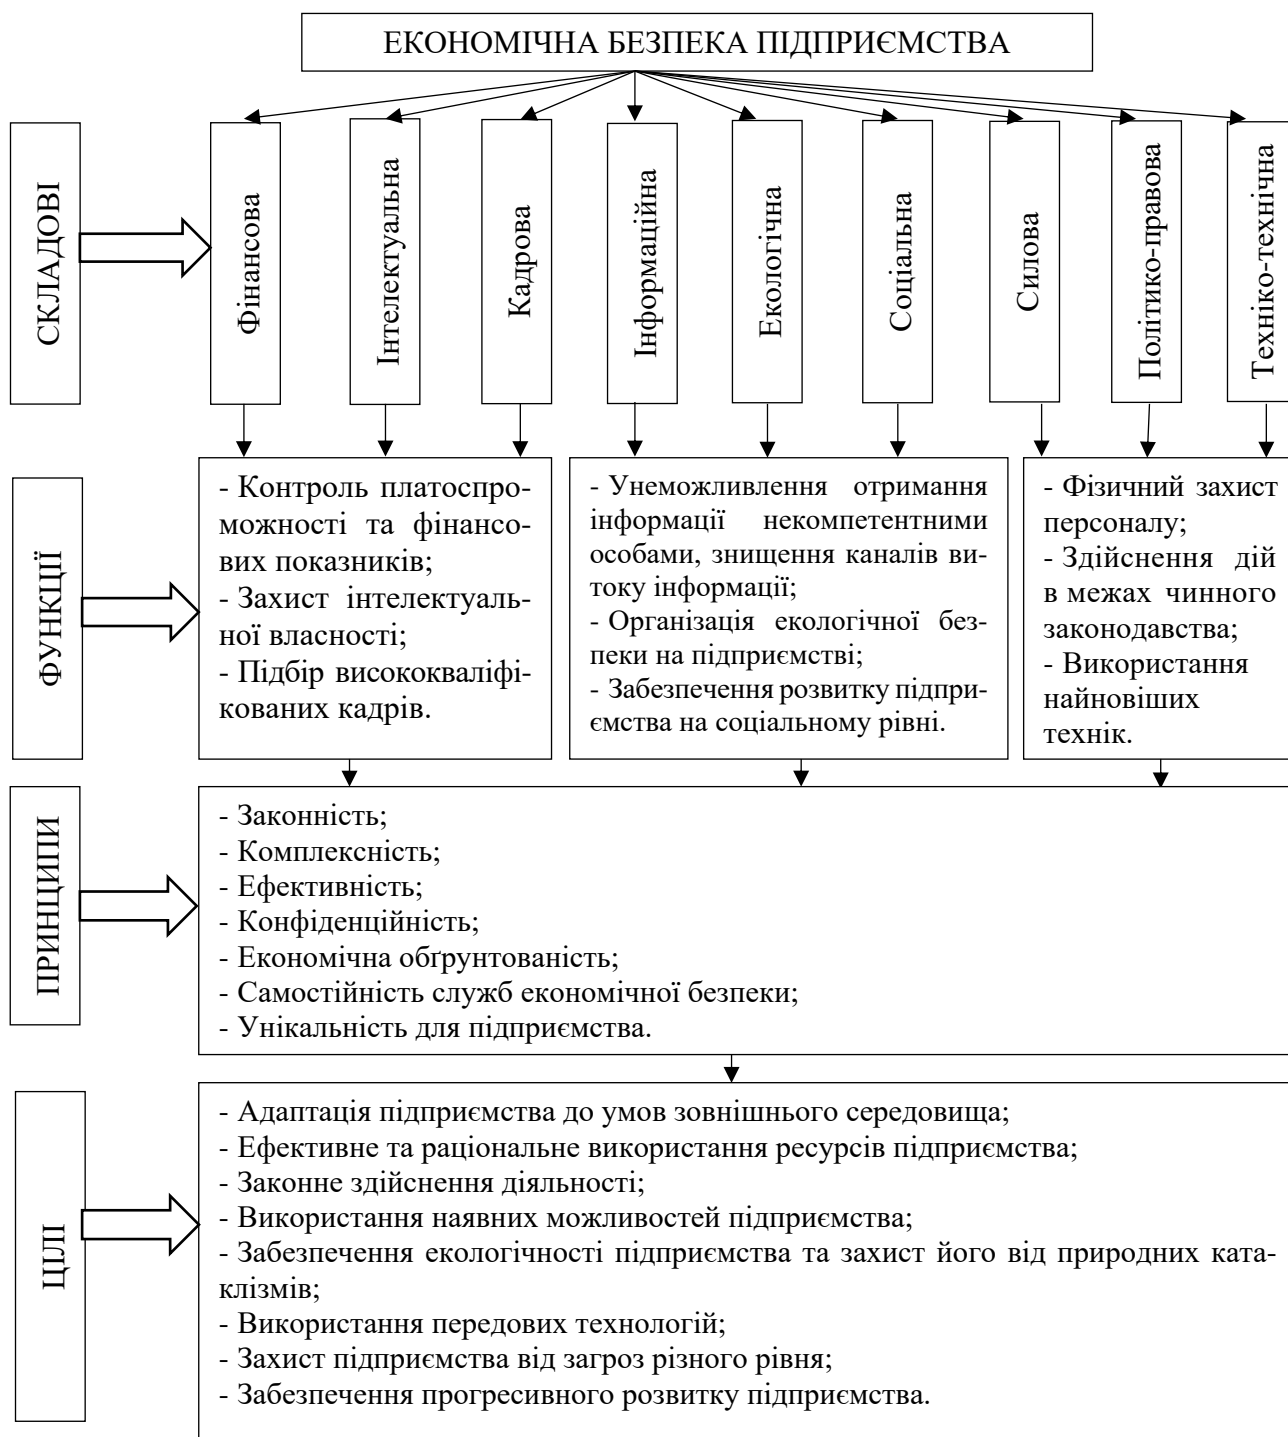 ЕКОНОМІЧНА БЕЗПЕКА ПІДПРИЄМСТВА
СКЛАДОВІ
Фінансова
Інтелектуальна
Кадрова
Інформаційна
Екологічна
Соціальна
Силова
Політико-правова
Техніко-технічна
ФУНКЦІЇ
- Контроль платоспро-
можності та фінансо-
вих показників;
- Захист інтелектуаль-
ної власності;
- Підбір висококваліфі-
кованих кадрів.
- Унеможливлення отримання
інформації некомпетентними
особами, знищення каналів ви-
току інформації;
- Організація екологічної без-
пеки на підприємстві;
- Забезпечення розвитку підпри-
ємства на соціальному рівні.
- Фізичний захист
персоналу;
- Здійснення дій
в межах чинного
законодавства;
- Використання
найновіших
технік.
ПРИНЦИПИ
- Законність;
- Комплексність;
- Ефективність;
- Конфіденційність;
- Економічна обґрунтованість;
- Самостійність служб економічної безпеки;
- Унікальність для підприємства.
ЦІЛІ
- Адаптація підприємства до умов зовнішнього середовища;
- Ефективне та раціональне використання ресурсів підприємства;
- Законне здійснення діяльності;
- Використання наявних можливостей підприємства;
- Забезпечення екологічності підприємства та захист його від природних ката-
клізмів;
- Використання передових технологій;
- Захист підприємства від загроз різного рівня;
- Забезпечення прогресивного розвитку підприємства.